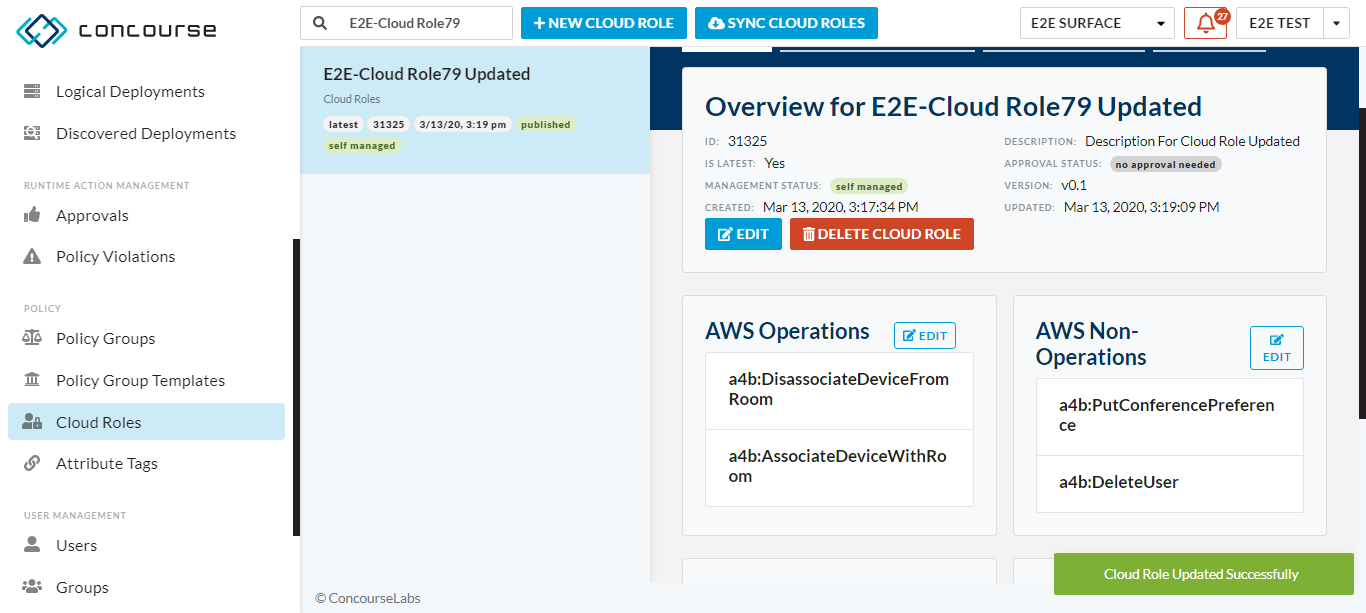 concourse
E2E-Cloud Role79
NEW CLOUD ROLE
SYNC CLOUD ROLES
E2E SURFACE
27
E2E TEST
Logical Deployments
Discovered Deployments
RUNTIME ACTION MANAGEMENT
Approvals
Policy Violations
POLICY
Policy Groups
Policy Group Templates
Cloud Roles
Attribute Tags
USER MANAGEMENT
Users
Groups
E2E-Cloud Role79 Updated
Cloud Roles
latest 31325 3/13/20, 3:19 pm published
self managed
Overview for E2E-Cloud Role79 Updated
ID: 31325
IS LATEST: Yes
MANAGEMENT STATUS: self managed
CREATED: Mar 13, 2020, 3:17:34 PM
DESCRIPTION: Description For Cloud Role Updated
APPROVAL STATUS: no approval needed
VERSION: v0.1
UPDATED: Mar 13, 2020, 3:19:09 PM
EDIT
DELETE CLOUD ROLE
AWS Operations
EDIT
a4b:DisassociateDeviceFrom
Room
a4b:AssociateDeviceWithRo
om
AWS Non-
Operations
EDIT
a4b:PutConferencePreferen
ce
a4b:DeleteUser
Cloud Role Updated Successfully
© ConcourseLabs